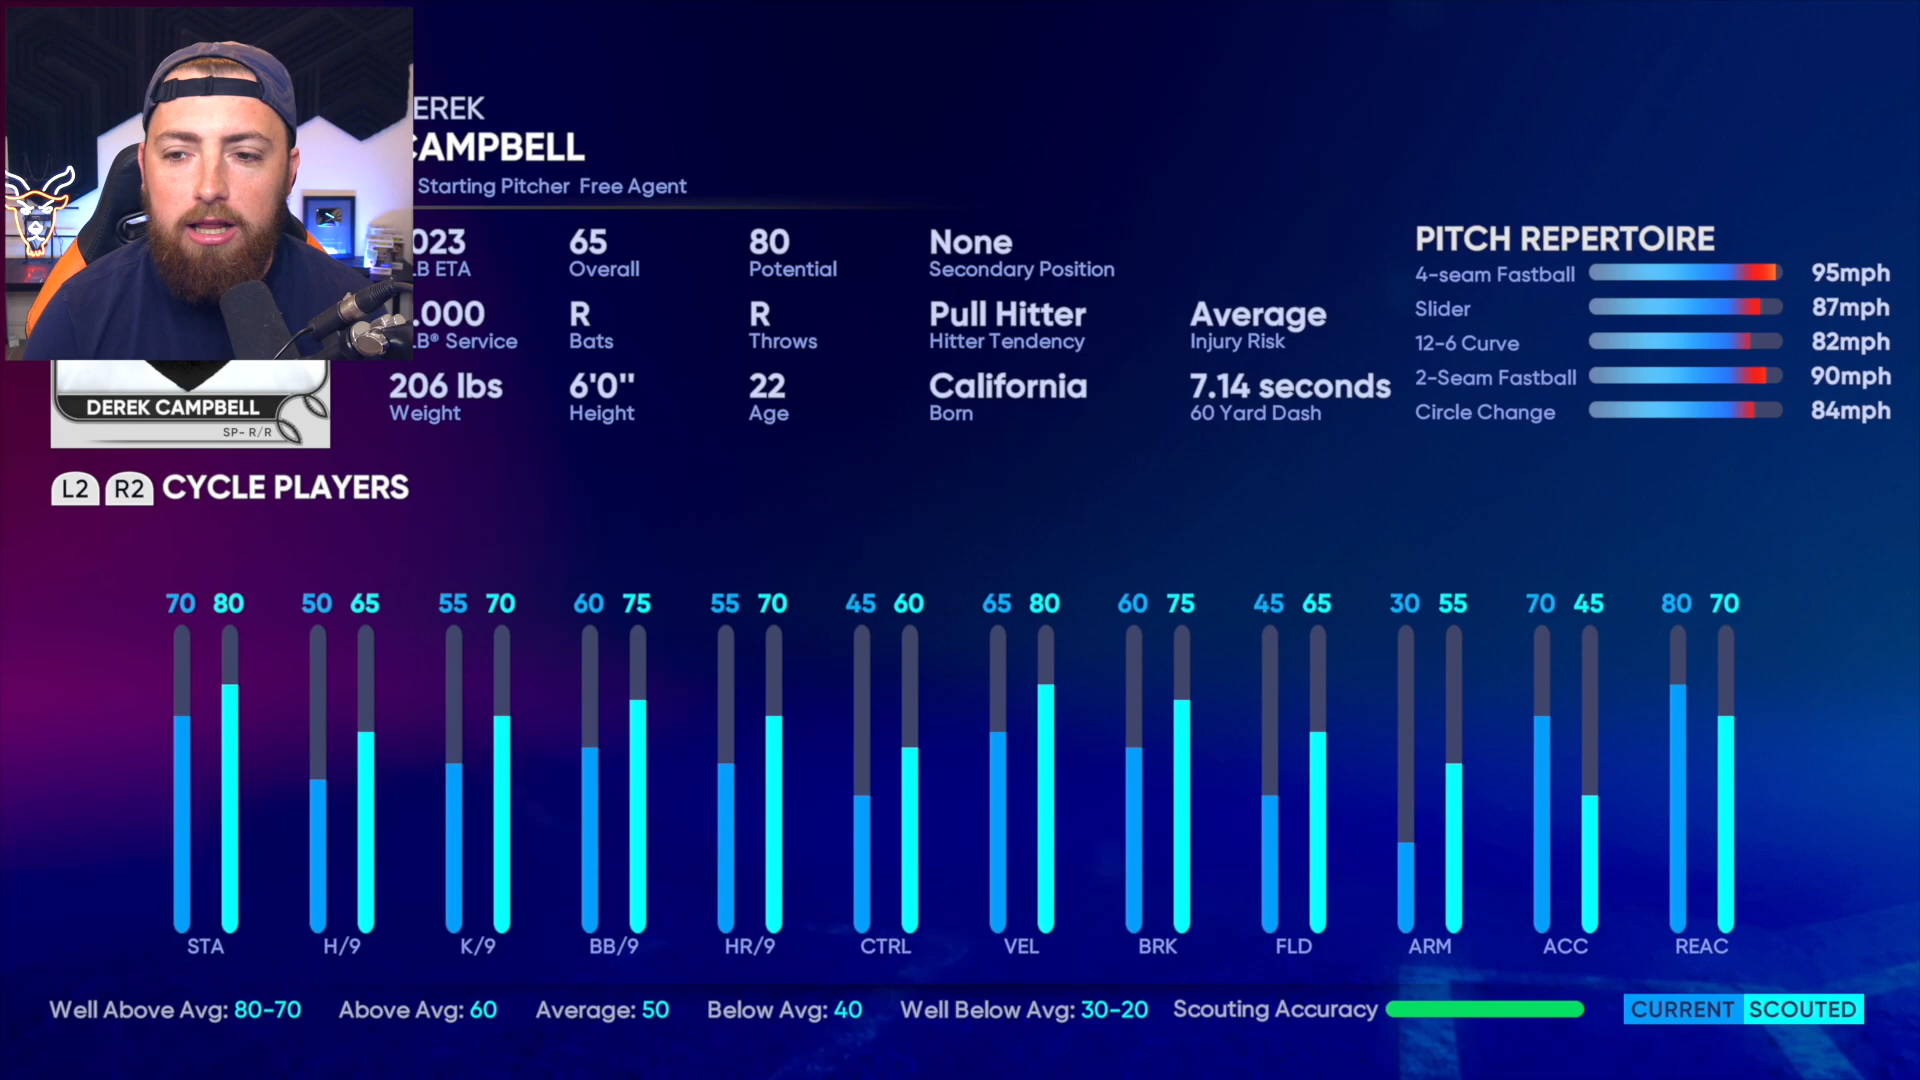 EREK
CAMPBELL
Starting Pitcher Free Agent
023
65
80
None
LB ETA
Overall
Potential
Secondary Position
.000
R
R
Pull Hitter
Average
LB® Service
Bats
Throws
Hitter Tendency
Injury Risk
206 lbs
6'0"
22
California
7.14 seconds
Weight
Height
Age
Born
60 Yard Dash
PITCH REPERTOIRE
4-seam Fastball 95mph
Slider 87mph
12-6 Curve 82mph
2-Seam Fastball 90mph
Circle Change 84mph
DEREK CAMPBELL
SP- R/R
L2 R2 CYCLE PLAYERS
70 80 50 65 55 70 60 75 55 70 45 60 65 80 60 75 45 65 30 55 70 45 80 70
STA H/9 K/9 BB/9 HR/9 CTRL VEL BRK FLD ARM ACC REAC
Well Above Avg: 80-70 Above Avg: 60 Average: 50 Below Avg: 40 Well Below Avg: 30-20 Scouting Accuracy CURRENT SCOUTED